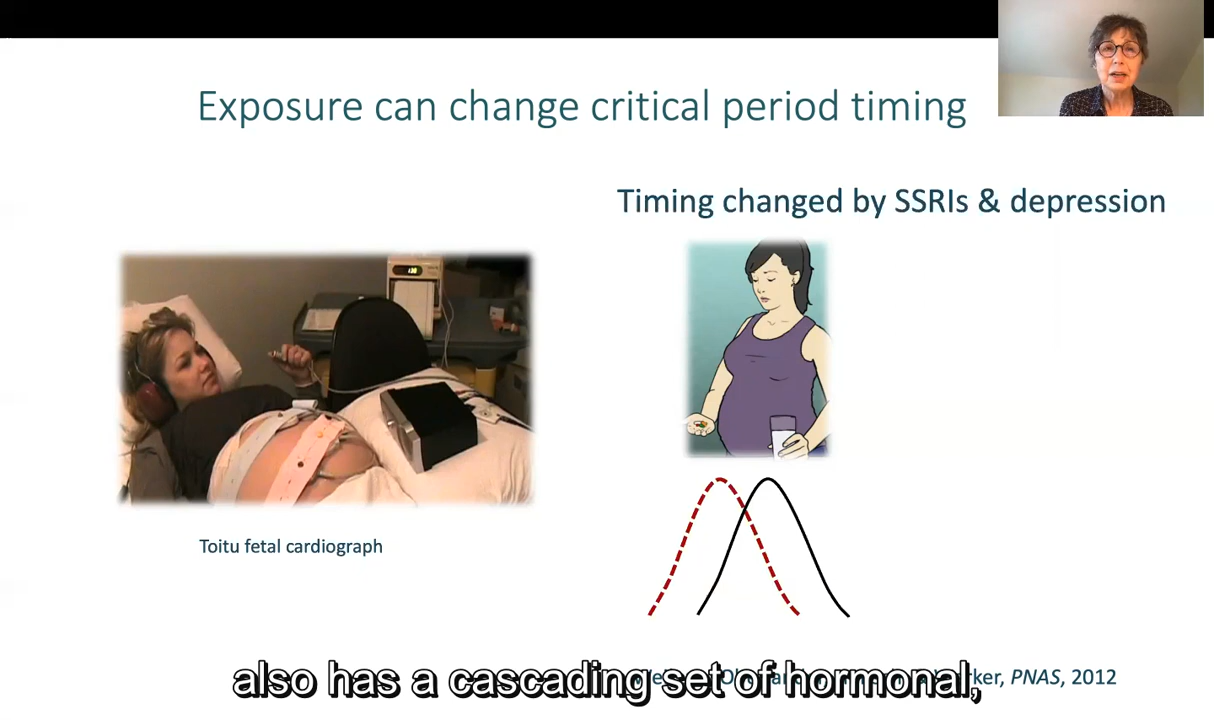 Exposure can change critical period timing
Timing changed by SSRIs & depression
Toitu fetal cardiograph
PNAS, 2012
also has a cascading set of hormonal,